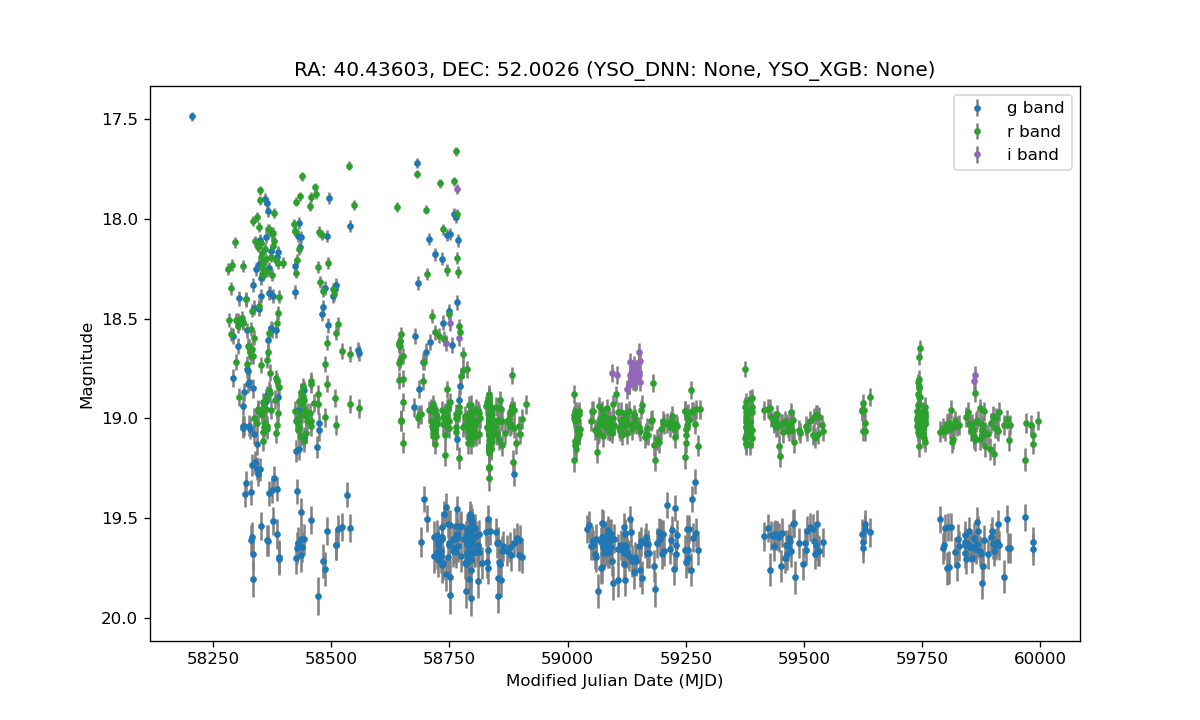 RA: 40.43603, DEC: 52.0026 (YSO_DNN: None, YSO_XGB: None)
g band
r band
i band
17.5
18.0
18.5
19.0
19.5
20.0
Magnitude
58250 58500 58750 59000 59250 59500 59750 60000
Modified Julian Date (MJD)